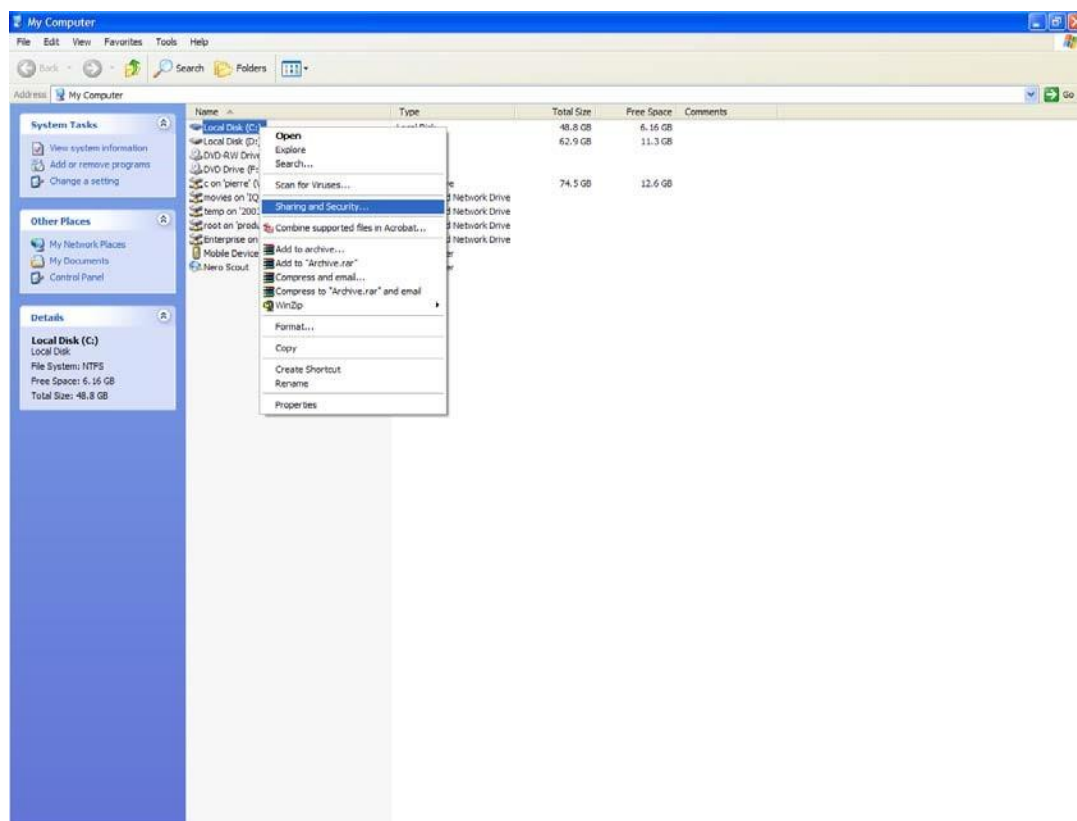 My Computer
File Edit View Favorites Tools Help
Back Search Folders
Address My Computer Go
Name Type Total Size Free Space Comments
System Tasks
View system information
Add or remove programs
Change a setting
Other Places
My Network Places
My Documents
Control Panel
Details
Local Disk (C:)
Local Disk
File System: NTFS
Free Space: 6.16 GB
Total Size: 48.8 GB
Local Disk (C:) Local Disk 48.8 GB 6.16 GB
Local Disk (D:) 62.9 GB 11.3 GB
DVD-RW Drive
DVD Drive (F:
c on 'pierre' (\ 74.5 GB 12.6 GB
movies on 'IQ d Network Drive
temp on '200 d Network Drive
root on 'produ d Network Drive
Enterprise on d Network Drive
Mobile Device
Nero Scout
Open
Explore
Search...
Scan for Viruses...
Sharing and Security...
Combine supported files in Acrobat...
Add to archive...
Add to "Archive.rar"
Compress and email...
Compress to "Archive.rar" and email
WinZip
Format...
Copy
Create Shortcut
Rename
Properties